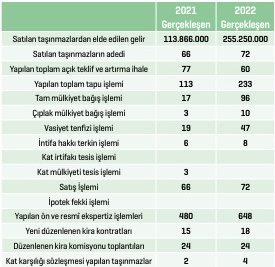 2021 2022
Gerçekleşen Gerçekleşen
Satılan taşınmazlardan elde edilen gelir 113.866.000 255.250.000
Satılan taşınmazların adedi 66 72
Yapılan toplam açık teklif ve artırma ihale 77 60
Yapılan toplam tapu işlemi 113 233
Tam mülkiyet bağış işlemi 17 96
Çıplak mülkiyet bağış işlemi 3 10
Vasiyet tenfizi işlemi 19 47
İntifa hakkı terkin işlemi 6 8
Kat irtifakı tesis işlemi
Kat mülkiyeti tesis işlemi 3
Satış İşlemi 66 72
İpotek fekki işlemi
Yapılan ön ve resmî ekspertiz işlemleri 480 648
Yeni düzenlenen kira kontratları 15 18
Düzenlenen kira komisyonu toplantıları 24 24
Kat karşılığı sözleşmesi yapılan taşınmazlar 2 4